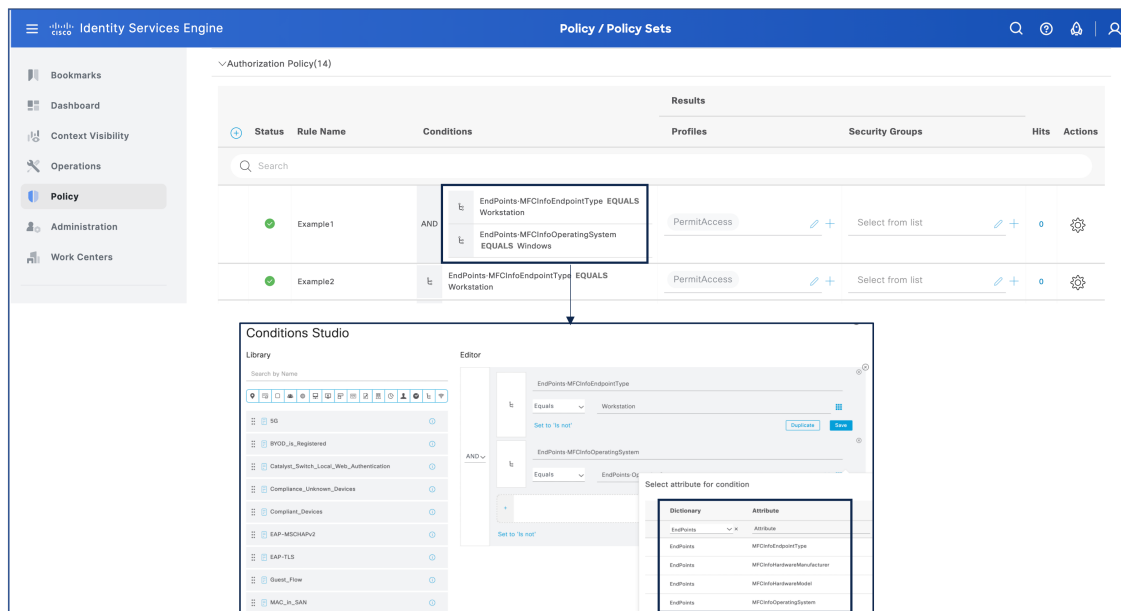 CISCO Identity Services Engine
Policy / Policy Sets
Bookmarks
Dashboard
Context Visibility
Operations
Policy
Administration
Work Centers
Authorization Policy(14)
Results
Status Rule Name Conditions Profiles Security Groups Hits Actions
Search
Example1
AND
EndPoints·MFCInfoEndpointType EQUALS
Workstation
EndPoints·MFCInfoOperatingSystem
EQUALS Windows
PermitAccess
Select from list
0
Example2
EndPoints·MFCInfoEndpointType EQUALS
Workstation
PermitAccess
Select from list
0
Conditions Studio
Library
Search by Name
5G
BYOD_is_Registered
Catalyst_Switch_Local_Web_Authentication
Compliance_Unknown_Devices
Compliant_Devices
EAP-MSCHAPv2
EAP-TLS
Guest_Flow
MAC_in_SAN
Editor
AND
EndPoints·MFCInfoEndpointType
Equals Workstation
Set to 'Is not'
Duplicate Save
EndPoints·MFCInfoOperatingSystem
Equals EndPoints·Op
Set to 'Is not'
Select attribute for condition
Dictionary Attribute
EndPoints Attribute
EndPoints MFCInfoEndpointType
EndPoints MFCInfoHardwareManufacturer
EndPoints MFCInfoHardwareModel
EndPoints MFCInfoOperatingSystem